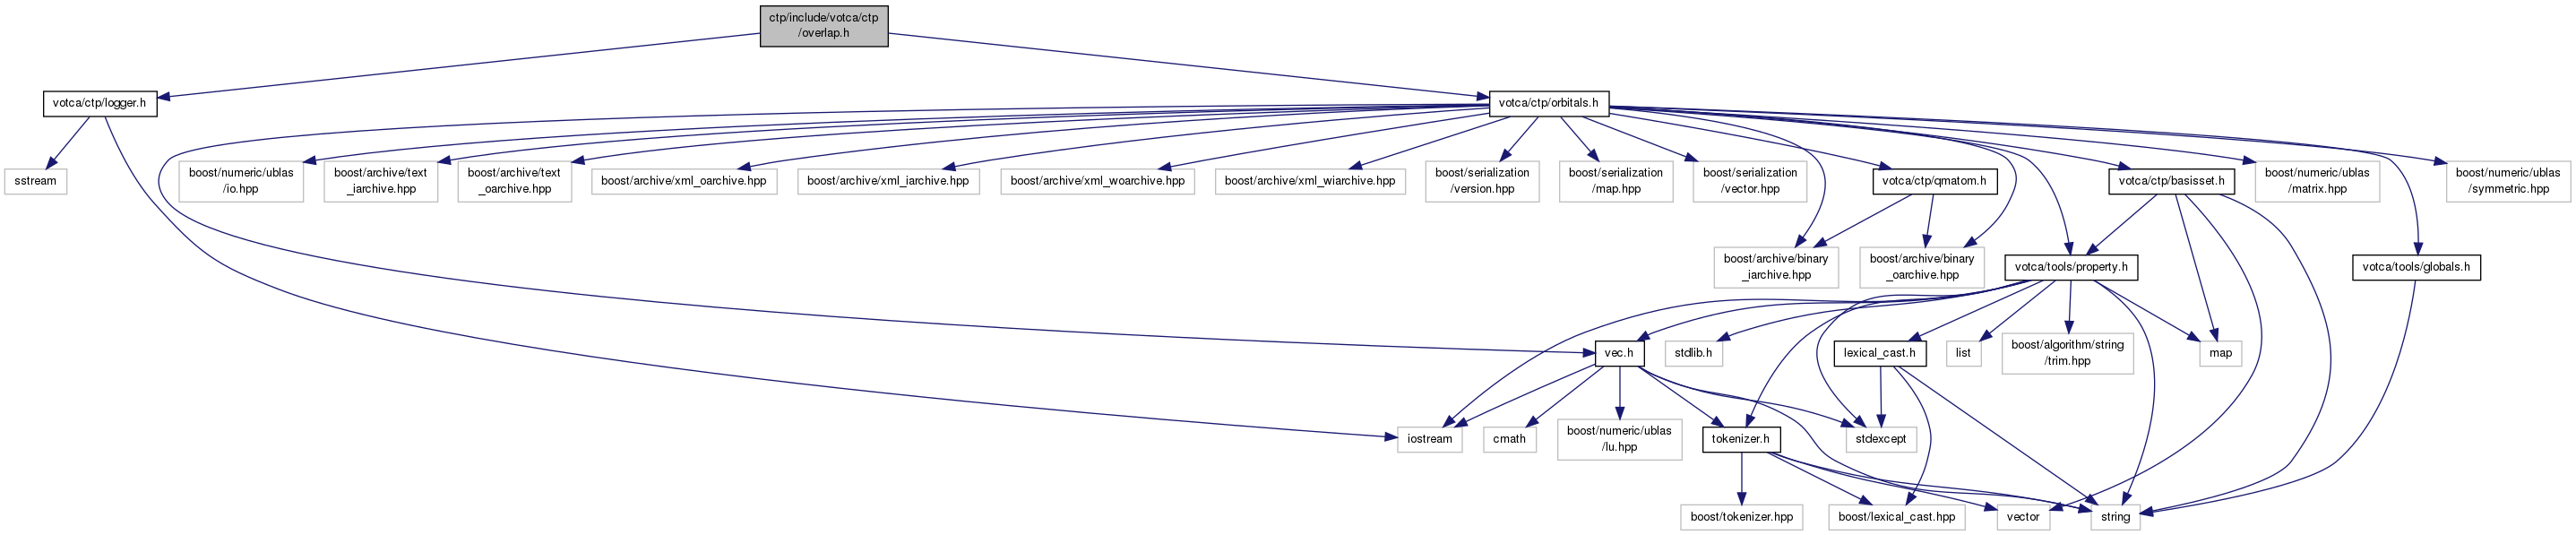 ctp/include/votca/ctp
/overlap.h
votca/ctp/logger.h
votca/ctp/orbitals.h
sstream
boost/numeric/ublas
/io.hpp
boost/archive/text
_iarchive.hpp
boost/archive/text
_oarchive.hpp
boost/archive/xml_oarchive.hpp
boost/archive/xml_iarchive.hpp
boost/archive/xml_woarchive.hpp
boost/archive/xml_wiarchive.hpp
boost/serialization
/version.hpp
boost/serialization
/map.hpp
boost/serialization
/vector.hpp
votca/ctp/qmatom.h
votca/ctp/basisset.h
boost/numeric/ublas
/matrix.hpp
boost/numeric/ublas
/symmetric.hpp
boost/archive/binary
_iarchive.hpp
boost/archive/binary
_oarchive.hpp
votca/tools/property.h
votca/tools/globals.h
vec.h
stdlib.h
lexical_cast.h
list
boost/algorithm/string
/trim.hpp
map
iostream
cmath
boost/numeric/ublas
/lu.hpp
tokenizer.h
stdexcept
boost/tokenizer.hpp
boost/lexical_cast.hpp
vector
string